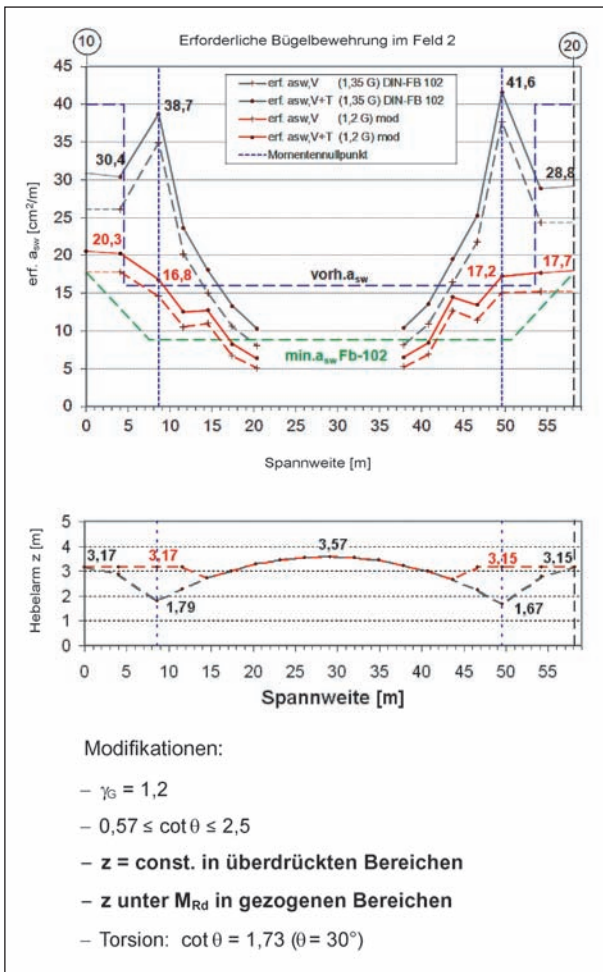 10
Erforderliche Bügelbewehrung im Feld 2
20
45
40
35
30
25
20
15
10
5
0
erf. asw [cm²/m]
erf. asw,V (1,35 G) DIN-FB 102
erf. asw,V+T (1,35 G) DIN-FB 102
erf. asw,V (1,2 G) mod
erf. asw,V+T (1,2 G) mod
Momentennullpunkt
38,7
41,6
30,4
28,8
20,3
16,8
17,2
17,7
vorh.asw
min.asw Fb-102
0 5 10 15 20 25 30 35 40 45 50 55
Spannweite [m]
5
4
3
2
1
0
Hebelarm z [m]
3,17
3,17
3,57
3,15
3,15
1,79
1,67
0 5 10 15 20 25 30 35 40 45 50 55
Spannweite [m]
Modifikationen:
– γG = 1,2
– 0,57 ≤ cot θ ≤ 2,5
– z = const. in überdrückten Bereichen
– z unter MRd in gezogenen Bereichen
– Torsion: cot θ = 1,73 (θ = 30°)